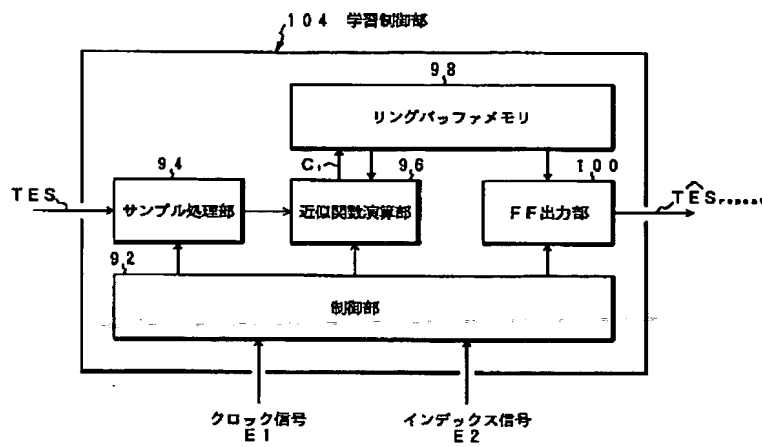 104 学習制御部
98
リングバッファメモリ
94
Ci
96
100
TES
サンプル処理部
近似関数演算部
FF出力部
T̂ESrepeat
92
制御部
クロック信号
E1
インデックス信号
E2